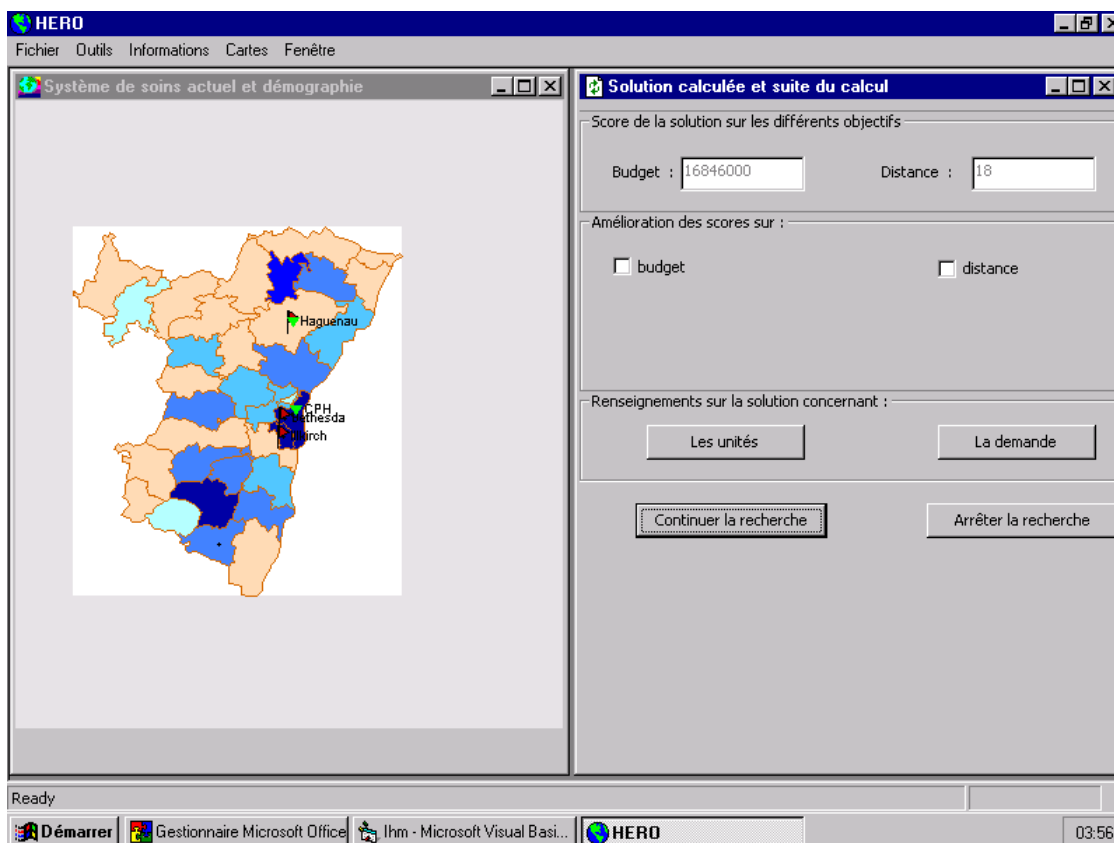 HERO
Fichier Outils Informations Cartes Fenêtre
Système de soins actuel et démographie
Haguenau
CPH
Solution calculée et suite du calcul
Score de la solution sur les différents objectifs
Budget : 16846000 Distance : 18
Amélioration des scores sur :
budget distance
Renseignements sur la solution concernant :
Les unités La demande
Continuer la recherche Arrêter la recherche
Ready
Démarrer Gestionnaire Microsoft Office Ihm - Microsoft Visual Basi... HERO 03:56